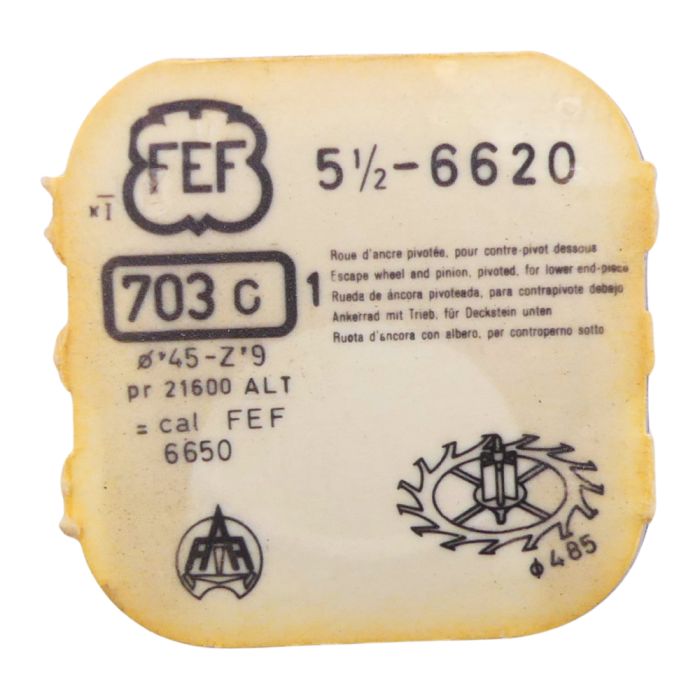 FEF
5½-6620
xI
703 C
1
Roue d'ancre pivotée, pour contre-pivot dessous
Escape wheel and pinion, pivoted, for lower end-piece
Rueda de áncora pivoteada, para contrapivote debajo
Ankerrad mit Trieb, für Deckstein unten
Ruota d'àncora con albero, per controperno sotto
ø*45-Z*9
pr 21600 ALT
= cal FEF
6650
ø 485